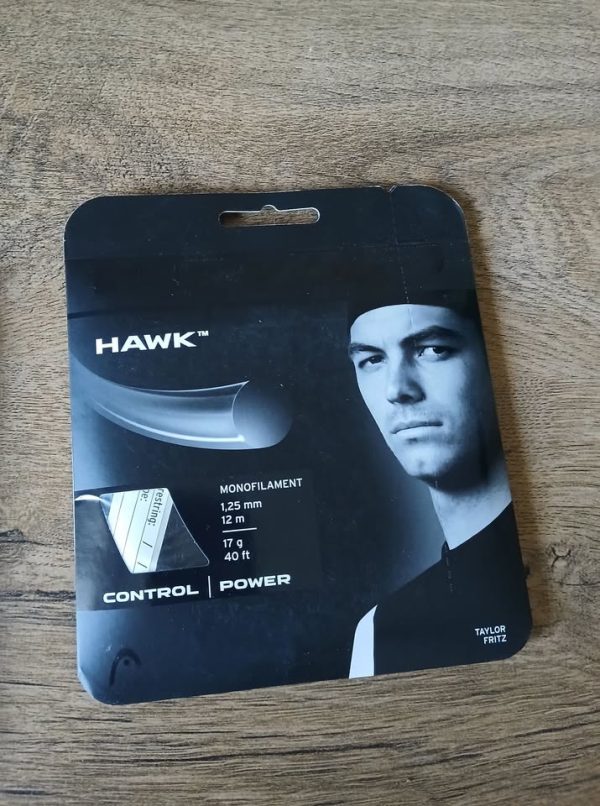 HAWK™
MONOFILAMENT
1,25 mm
12 m
17 g
40 ft
CONTROL | POWER
TAYLOR
FRITZ